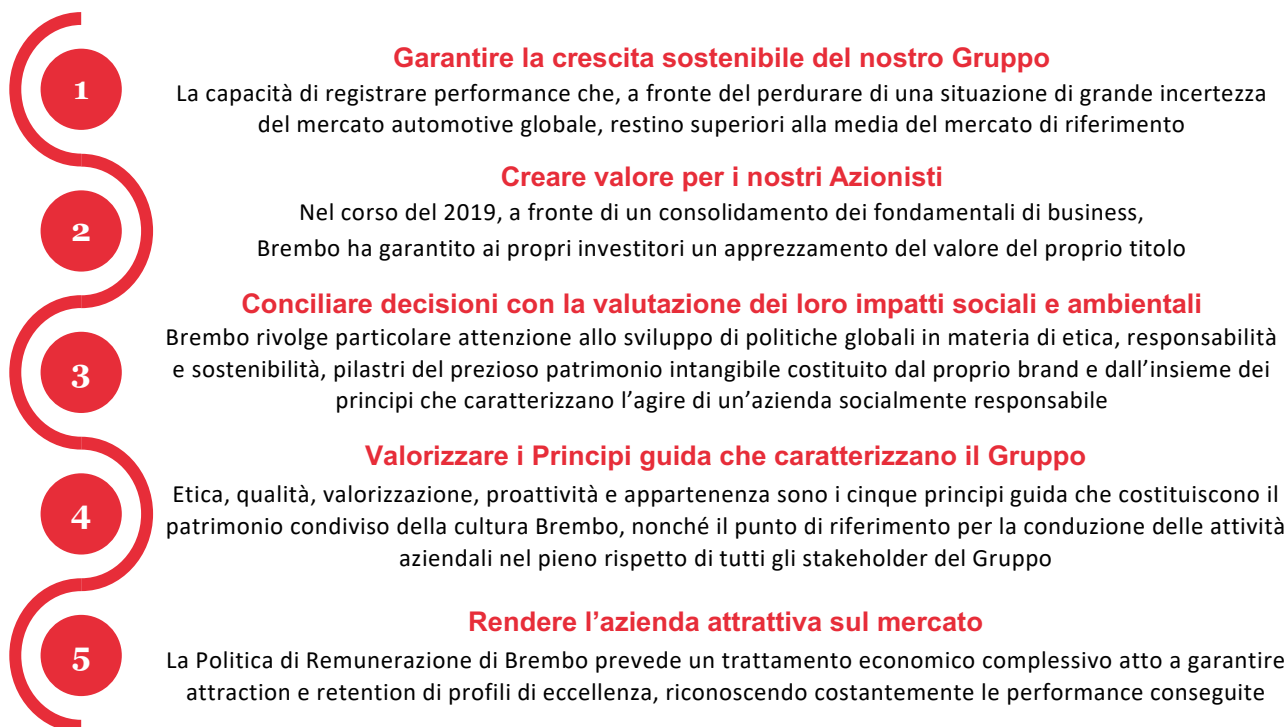 1
Garantire la crescita sostenibile del nostro Gruppo
La capacità di registrare performance che, a fronte del perdurare di una situazione di grande incertezza
del mercato automotive globale, restino superiori alla media del mercato di riferimento
2
Creare valore per i nostri Azionisti
Nel corso del 2019, a fronte di un consolidamento dei fondamentali di business,
Brembo ha garantito ai propri investitori un apprezzamento del valore del proprio titolo
3
Conciliare decisioni con la valutazione dei loro impatti sociali e ambientali
Brembo rivolge particolare attenzione allo sviluppo di politiche globali in materia di etica, responsabilità
e sostenibilità, pilastri del prezioso patrimonio intangibile costituito dal proprio brand e dall’insieme dei
principi che caratterizzano l’agire di un’azienda socialmente responsabile
4
Valorizzare i Principi guida che caratterizzano il Gruppo
Etica, qualità, valorizzazione, proattività e appartenenza sono i cinque principi guida che costituiscono il
patrimonio condiviso della cultura Brembo, nonché il punto di riferimento per la conduzione delle attività
aziendali nel pieno rispetto di tutti gli stakeholder del Gruppo
5
Rendere l’azienda attrattiva sul mercato
La Politica di Remunerazione di Brembo prevede un trattamento economico complessivo atto a garantire
attraction e retention di profili di eccellenza, riconoscendo costantemente le performance conseguite